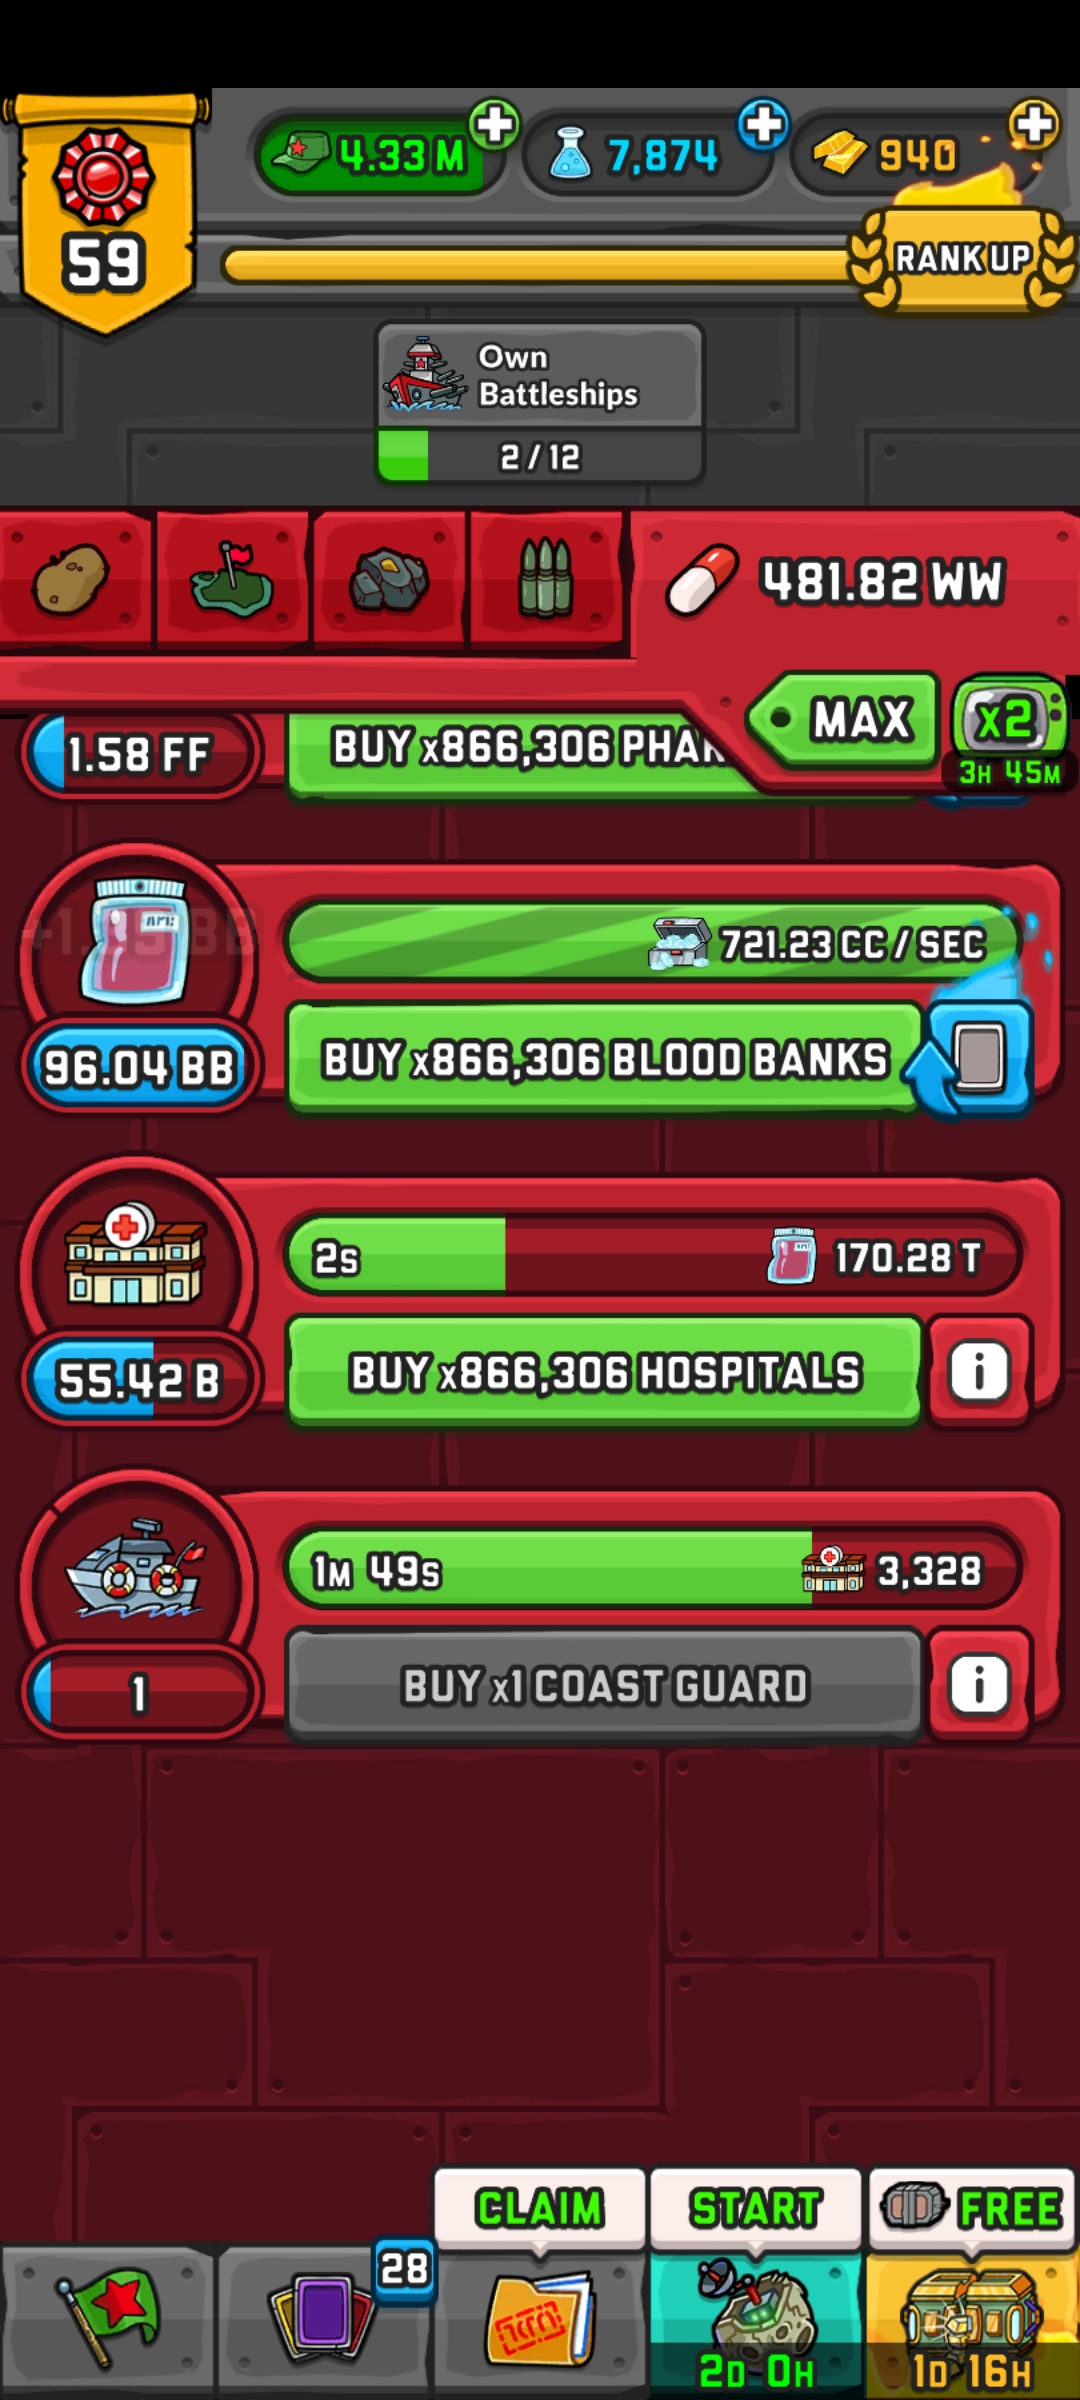 4.33 M
7,874
940
59
RANK UP
Own
Battleships
2 / 12
481.82 WW
MAX
x2
3H 45M
1.58 FF
BUY x866,306 PHAR
721.23 CC / SEC
96.04 BB
BUY x866,306 BLOOD BANKS
2s
170.28 T
55.42 B
BUY x866,306 HOSPITALS
i
1M 49s
3,328
1
BUY x1 COAST GUARD
i
CLAIM
START
FREE
28
2D 0H
1D 16H